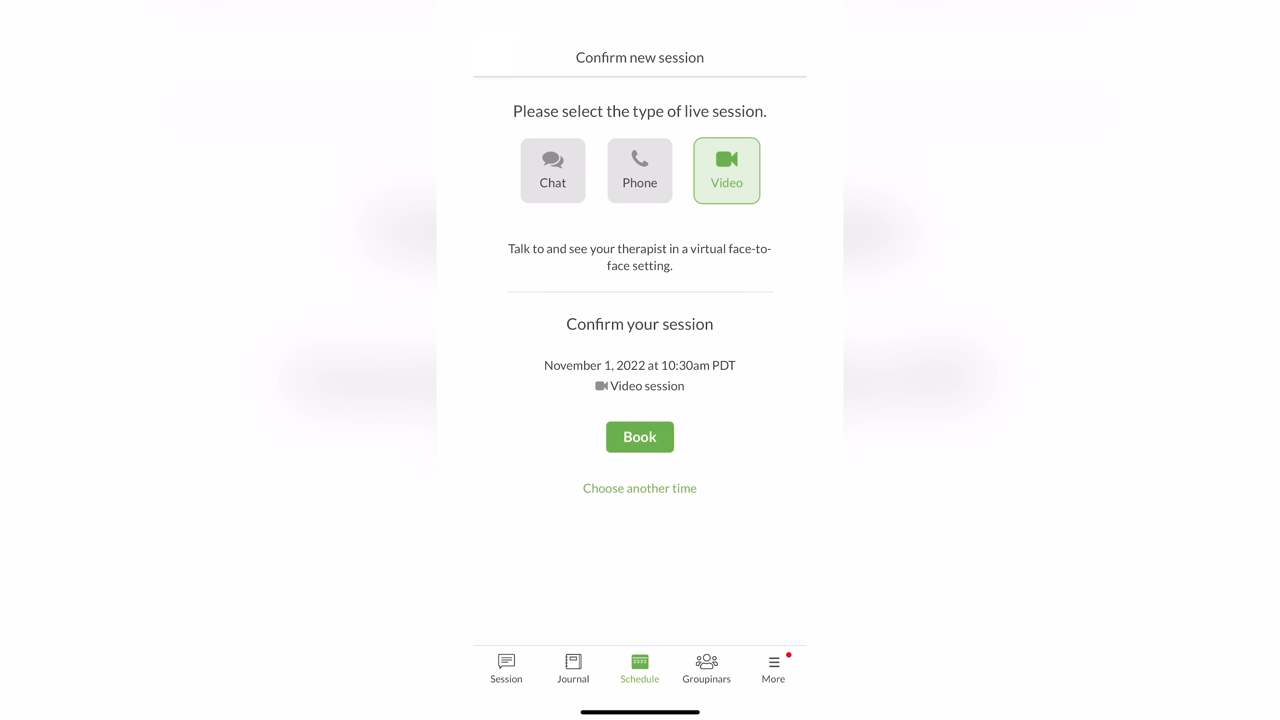 Confirm new session
Please select the type of live session.
Chat
Phone
Video
Talk to and see your therapist in a virtual face-to-
face setting.
Confirm your session
November 1, 2022 at 10:30am PDT
Video session
Book
Choose another time
Session
Journal
Schedule
Groupinars
More